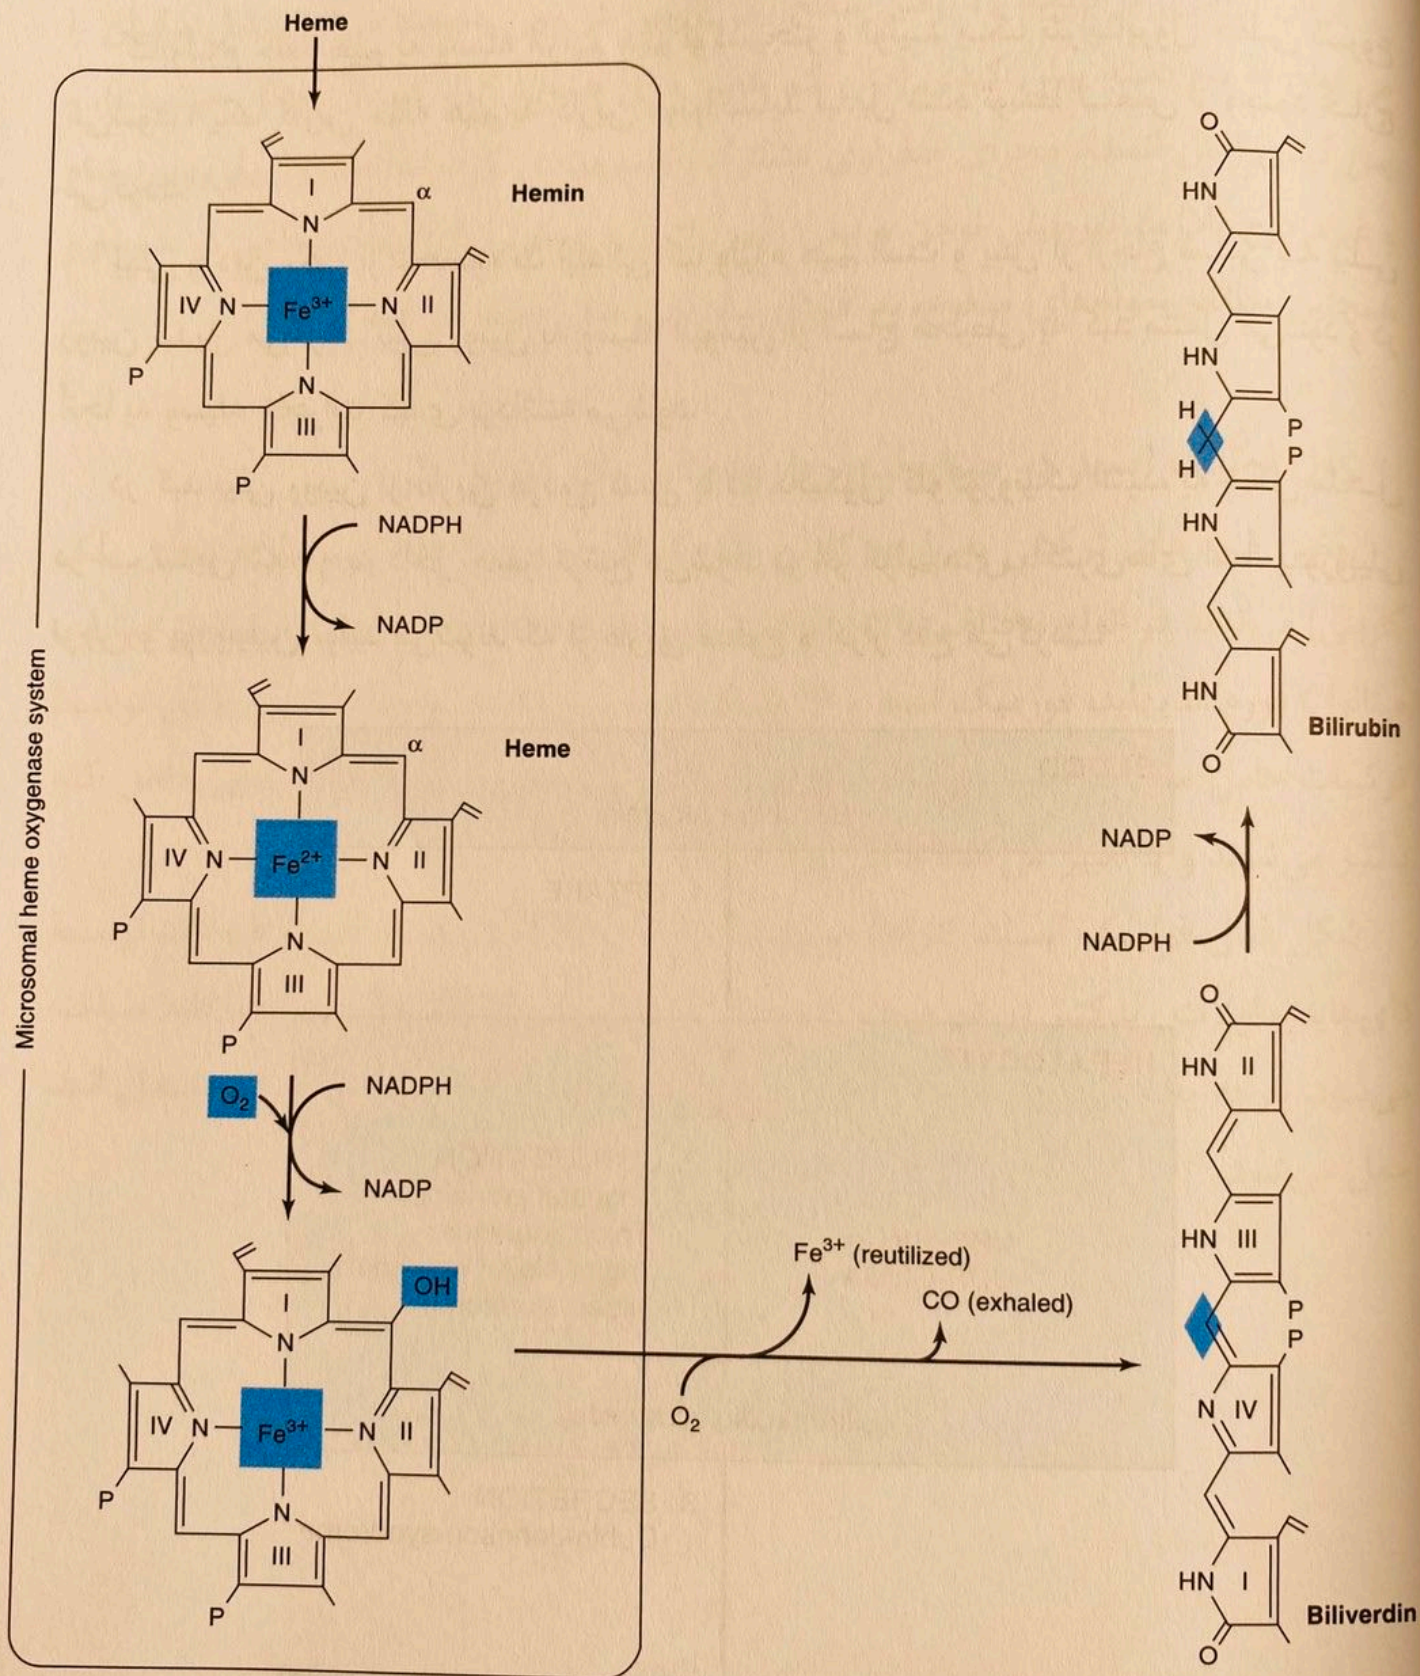 Heme
Microsomal heme oxygenase system
Hemin
I
α
N
IV
N
Fe³⁺
N
II
N
P
III
P
NADPH
NADP
I
α
Heme
N
IV
N
Fe²⁺
N
II
N
P
III
P
O₂
NADPH
NADP
OH
I
N
IV
N
Fe³⁺
N
II
N
P
III
P
Fe³⁺ (reutilized)
CO (exhaled)
O₂
O
HN
II
HN
III
P
P
N
IV
HN
I
Biliverdin
O
NADP
NADPH
O
HN
HN
H
P
P
H
HN
HN
Bilirubin
O